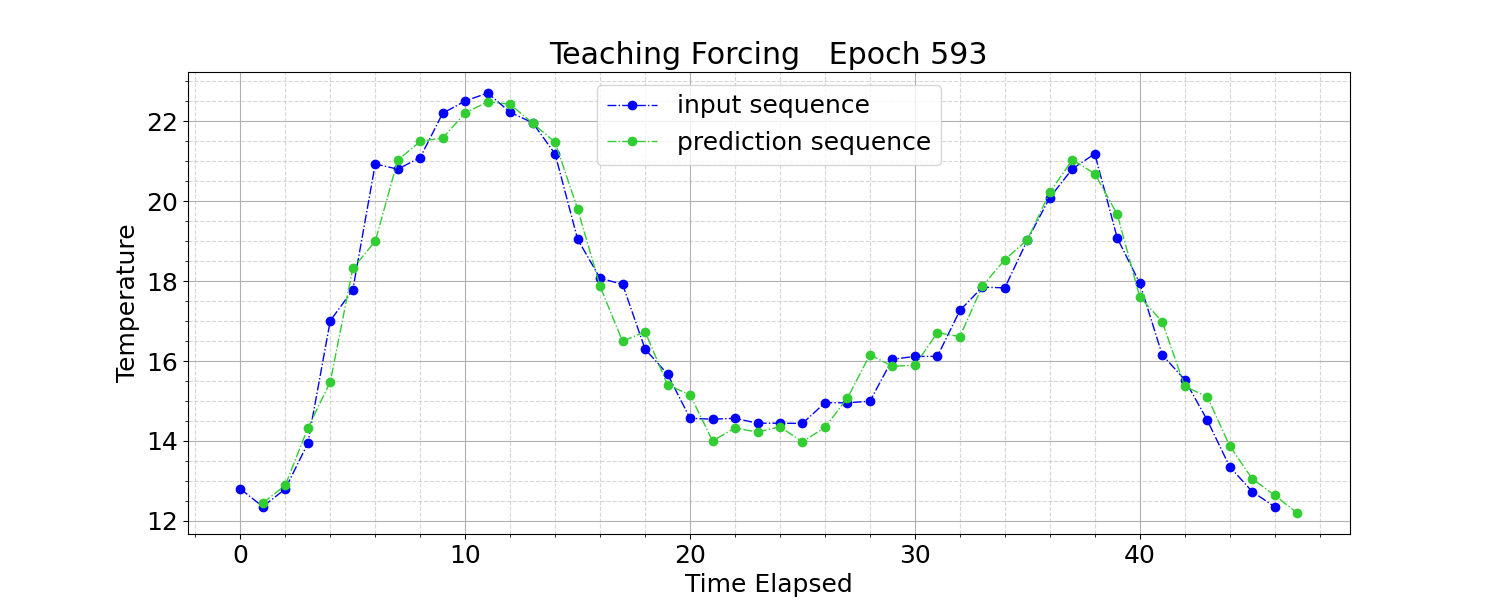 Teaching Forcing   Epoch 593
input sequence
prediction sequence
Temperature
22
20
18
16
14
12
0 10 20 30 40
Time Elapsed